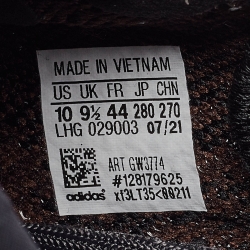 MADE IN VIETNAM
US UK FR JP CHN
10 9½ 44 280 270
LHG 029003 07/21
ART GW3774
#128179625
adidas